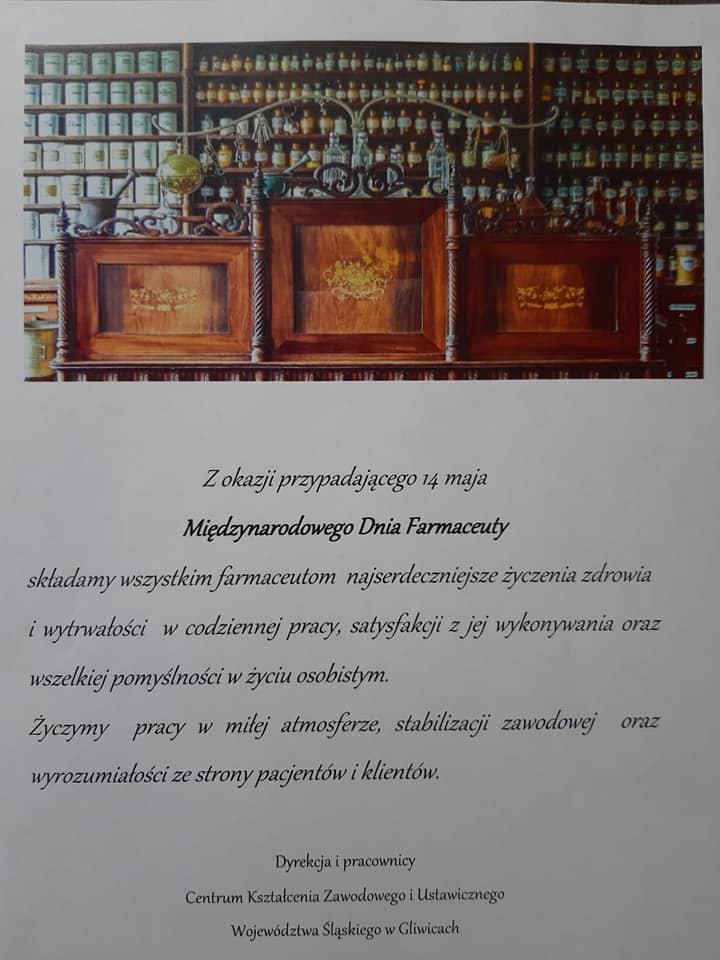 Z okazji przypadającego 14 maja
Międzynarodowego Dnia Farmaceuty
składamy wszystkim farmaceutom najserdeczniejsze życzenia zdrowia
i wytrwałości w codziennej pracy, satysfakcji z jej wykonywania oraz
wszelkiej pomyślności w życiu osobistym.
Życzymy pracy w miłej atmosferze, stabilizacji zawodowej oraz
wyrozumiałości ze strony pacjentów i klientów.
Dyrekcja i pracownicy
Centrum Kształcenia Zawodowego i Ustawicznego
Województwa Śląskiego w Gliwicach